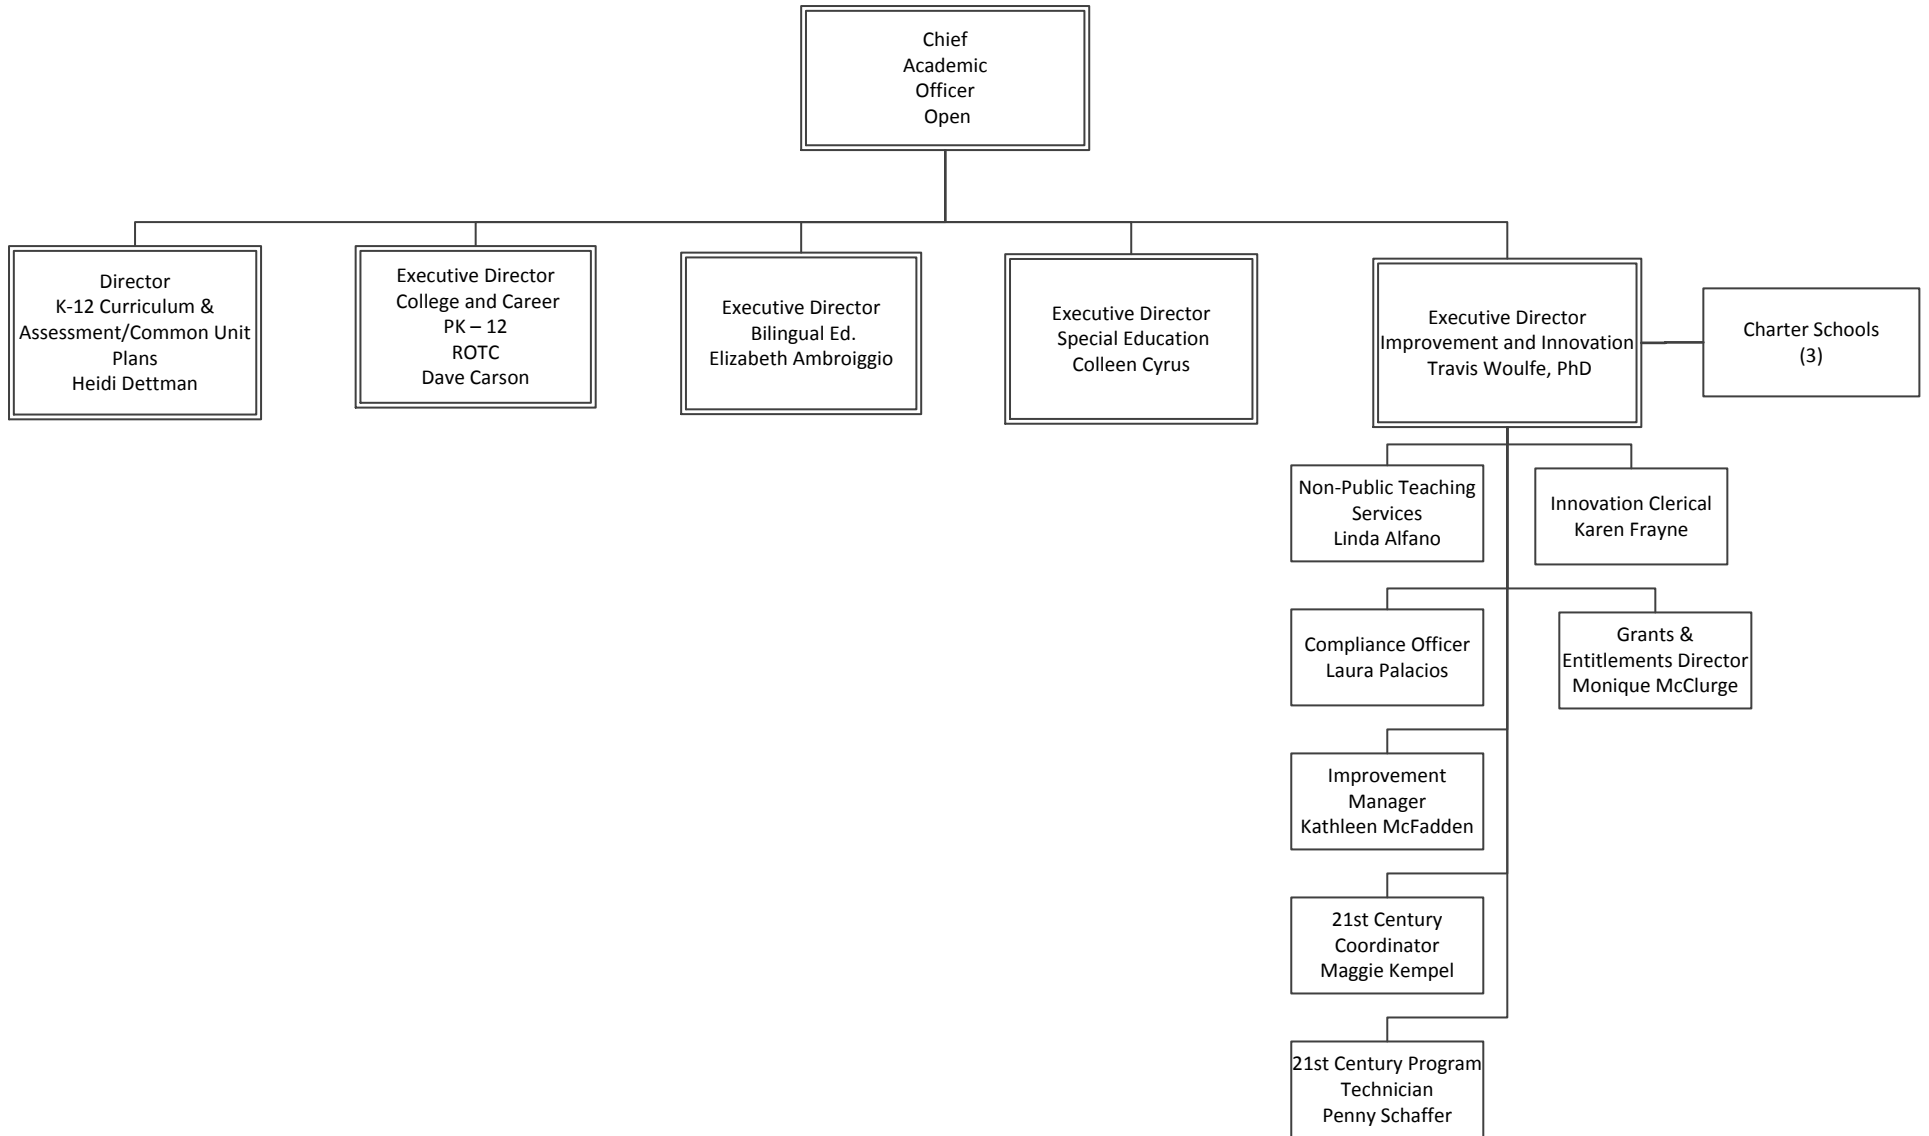 Chief
Academic
Officer
Open
Director
K-12 Curriculum &
Assessment/Common Unit
Plans
Heidi Dettman
Executive Director
College and Career
PK – 12
ROTC
Dave Carson
Executive Director
Bilingual Ed.
Elizabeth Ambroiggio
Executive Director
Special Education
Colleen Cyrus
Executive Director
Improvement and Innovation
Travis Woulfe, PhD
Charter Schools
(3)
Non-Public Teaching
Services
Linda Alfano
Innovation Clerical
Karen Frayne
Compliance Officer
Laura Palacios
Grants &
Entitlements Director
Monique McClurge
Improvement
Manager
Kathleen McFadden
21st Century
Coordinator
Maggie Kempel
21st Century Program
Technician
Penny Schaffer